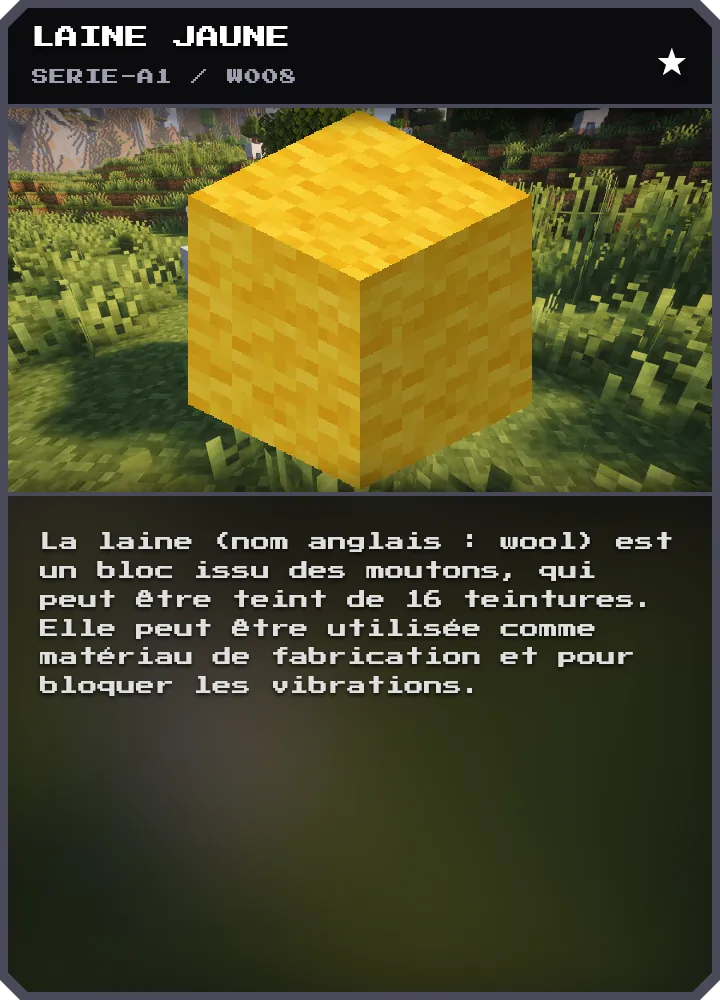 LAINE JAUNE
SERIE-A1 / W008
La laine (nom anglais : wool) est
un bloc issu des moutons, qui
peut être teint de 16 teintures.
Elle peut être utilisée comme
matériau de fabrication et pour
bloquer les vibrations.